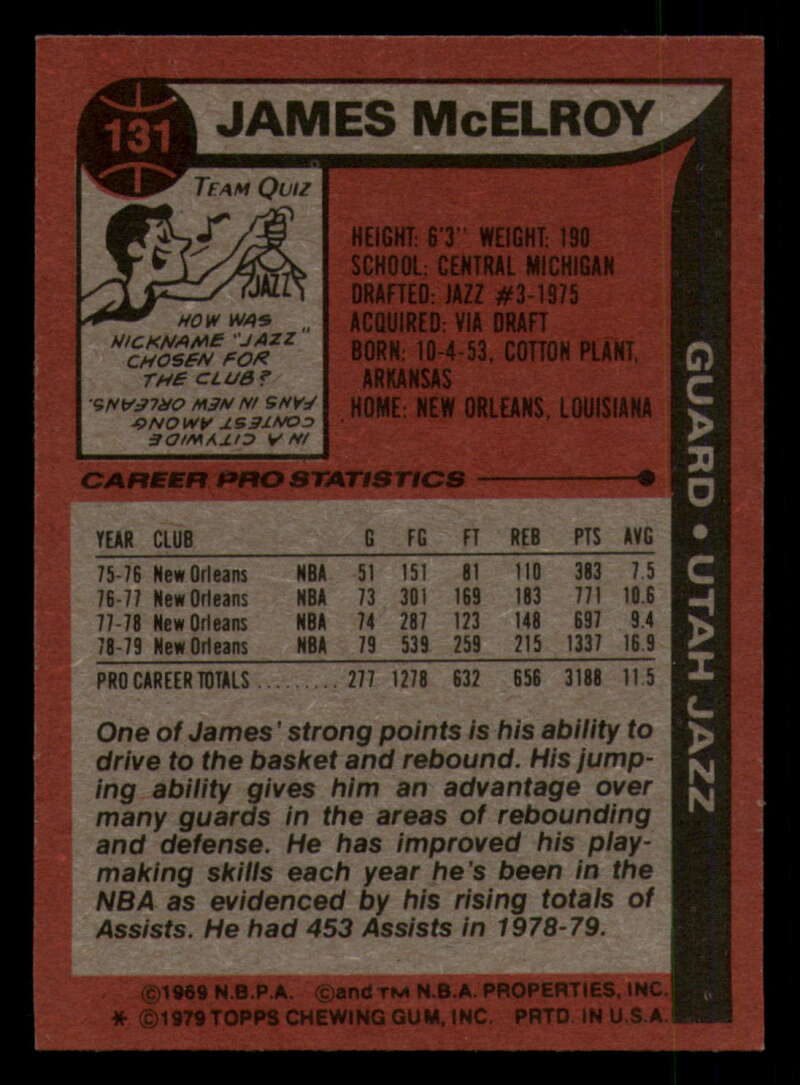 131
JAMES McELROY
TEAM QUIZ
JAZZ
HOW WAS
NICKNAME "JAZZ"
CHOSEN FOR
THE CLUB?
IN A CITYWIDE
CONTEST AMONG
FANS IN NEW ORLEANS.
HEIGHT: 6'3" WEIGHT: 190
SCHOOL: CENTRAL MICHIGAN
DRAFTED: JAZZ #3-1975
ACQUIRED: VIA DRAFT
BORN: 10-4-53, COTTON PLANT,
ARKANSAS
HOME: NEW ORLEANS, LOUISIANA
GUARD • UTAH JAZZ
CAREER PRO STATISTICS
YEAR CLUB G FG FT REB PTS AVG
75-76 New Orleans NBA 51 151 81 110 383 7.5
76-77 New Orleans NBA 73 301 169 183 771 10.6
77-78 New Orleans NBA 74 287 123 148 697 9.4
78-79 New Orleans NBA 79 539 259 215 1337 16.9
PRO CAREER TOTALS ......... 277 1278 632 656 3188 11.5
One of James' strong points is his ability to
drive to the basket and rebound. His jump-
ing ability gives him an advantage over
many guards in the areas of rebounding
and defense. He has improved his play-
making skills each year he's been in the
NBA as evidenced by his rising totals of
Assists. He had 453 Assists in 1978-79.
©1969 N.B.P.A. ©and TM N.B.A. PROPERTIES, INC.
* ©1979 TOPPS CHEWING GUM, INC. PRTD. IN U.S.A.